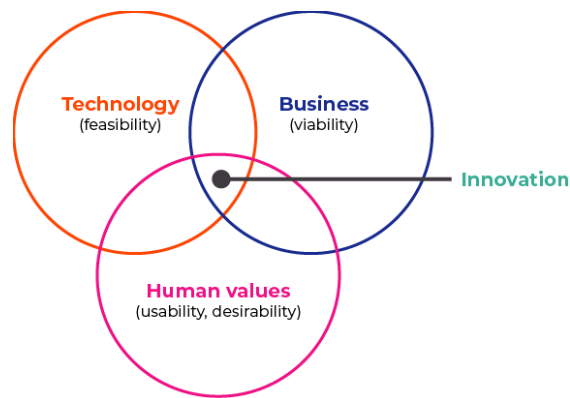 Technology
(feasibility)
Business
(viability)
Innovation
Human values
(usability, desirability)